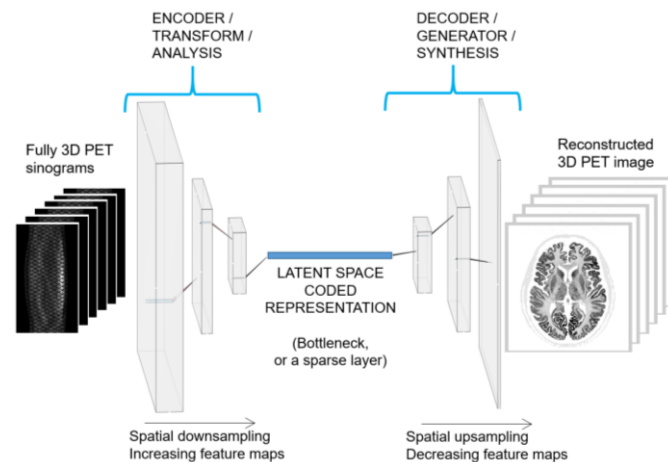 ENCODER /
TRANSFORM /
ANALYSIS
DECODER /
GENERATOR /
SYNTHESIS
Fully 3D PET
sinograms
Reconstructed
3D PET image
LATENT SPACE
CODED
REPRESENTATION
(Bottleneck,
or a sparse layer)
Spatial downsampling
Increasing feature maps
Spatial upsampling
Decreasing feature maps